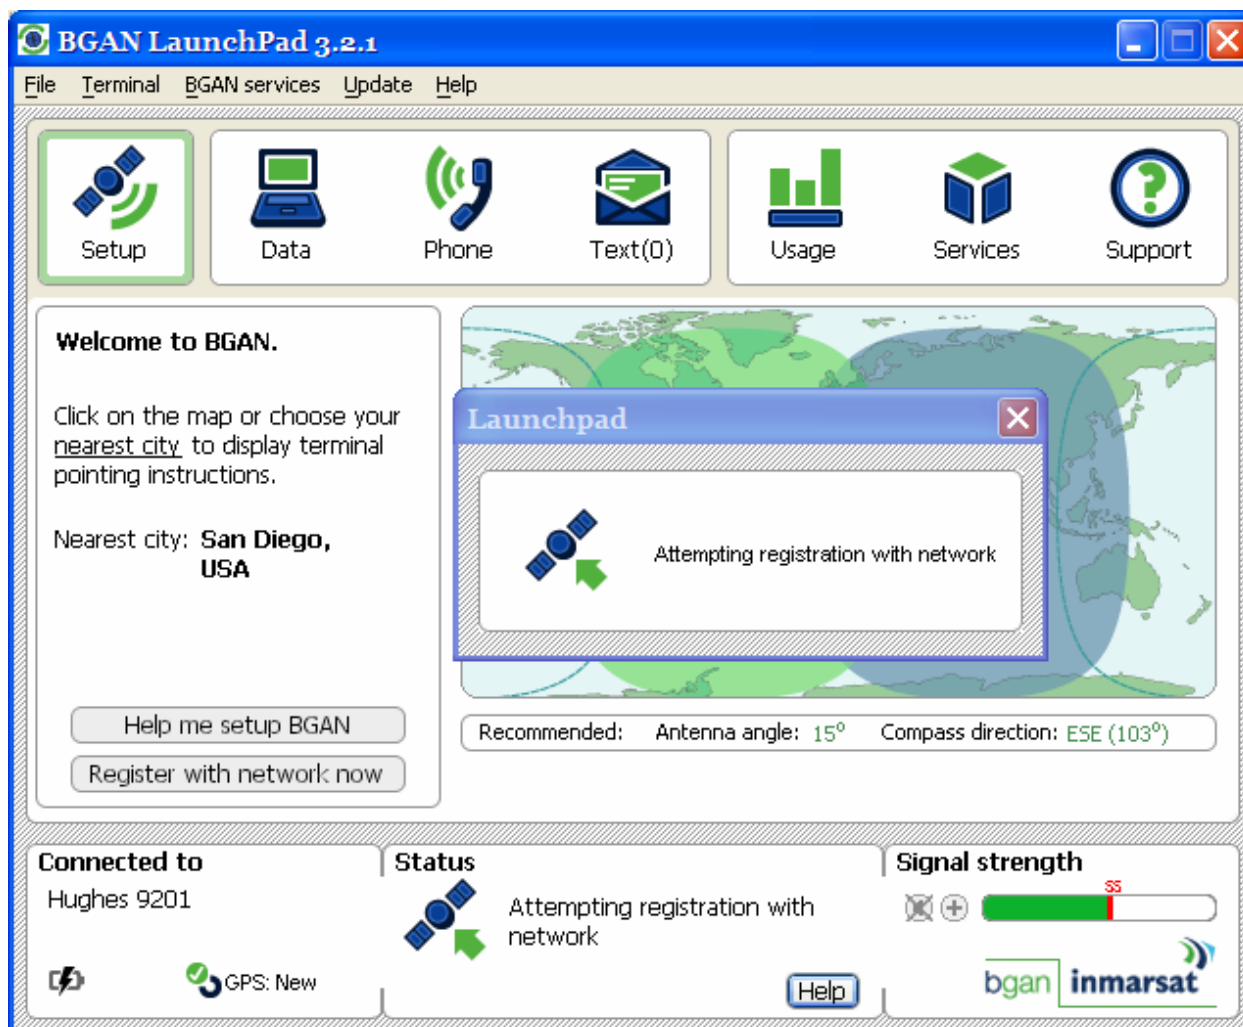 BGAN LaunchPad 3.2.1
File Terminal BGAN services Update Help
Setup Data Phone Text(0) Usage Services Support
Welcome to BGAN.
Click on the map or choose your
nearest city to display terminal
pointing instructions.
Nearest city: San Diego,
USA
Help me setup BGAN
Register with network now
Launchpad
Attempting registration with network
Recommended: Antenna angle: 15° Compass direction: ESE (103°)
Connected to
Hughes 9201
GPS: New
Status
Attempting registration with
network
Help
Signal strength
55
bgan inmarsat